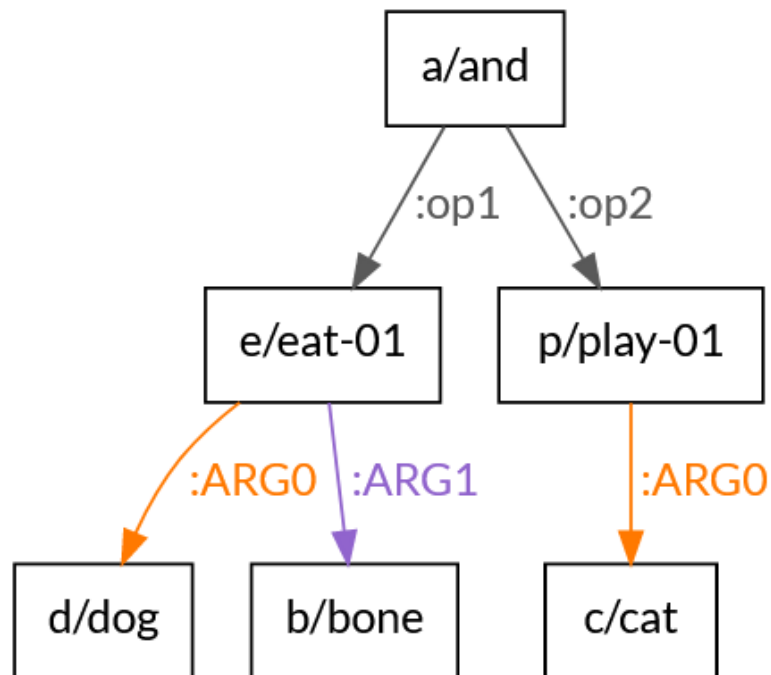 a/and
:op1 :op2
e/eat-01 p/play-01
:ARG0 :ARG1 :ARG0
d/dog b/bone c/cat